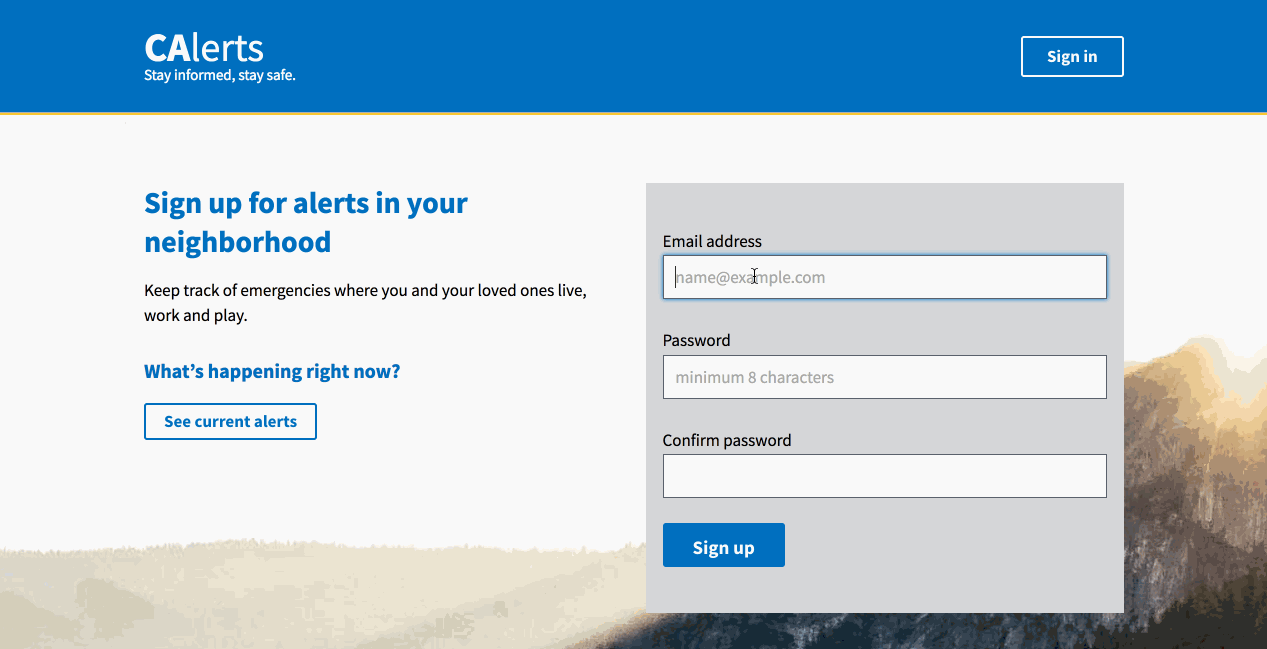 CAlerts
Stay informed, stay safe.
Sign in
Sign up for alerts in your
neighborhood
Keep track of emergencies where you and your loved ones live,
work and play.
What’s happening right now?
See current alerts
Email address
name@example.com
Password
minimum 8 characters
Confirm password
Sign up